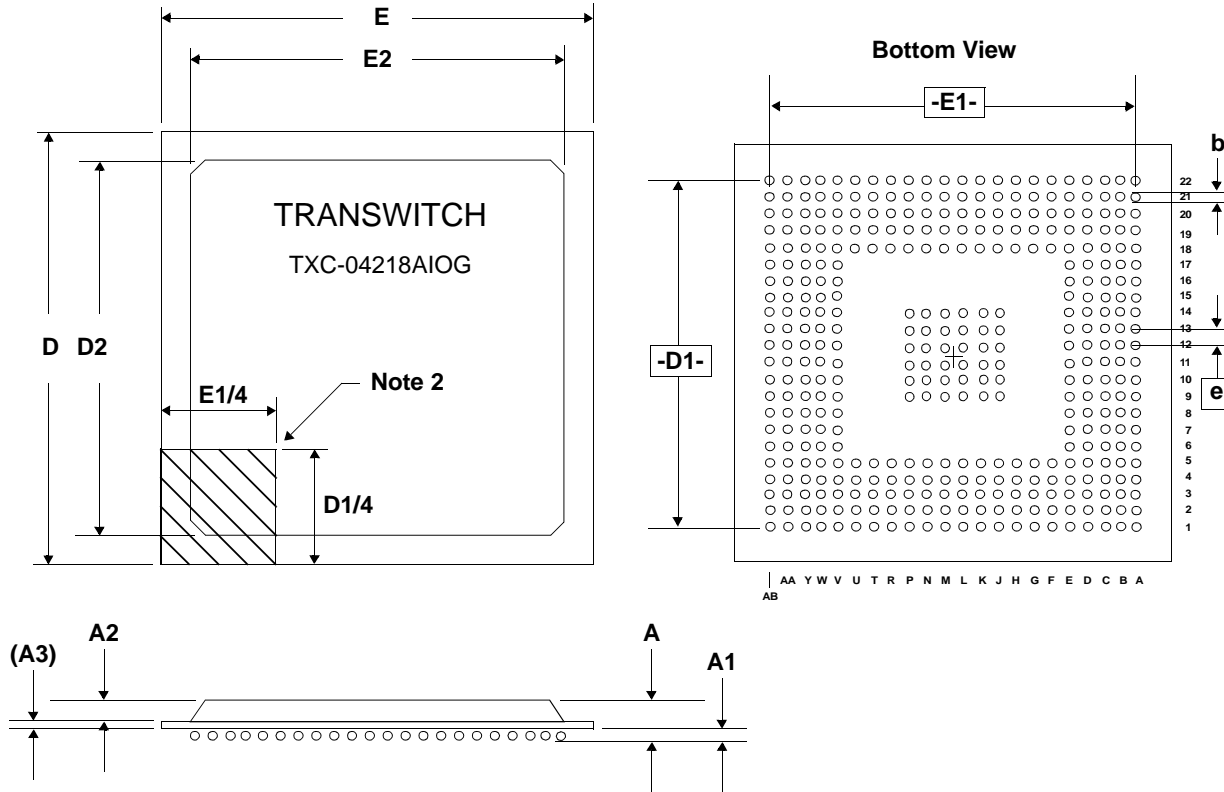 E
E2
TRANSWITCH
TXC-04218AIOG
D
D2
Note 2
E1/4
D1/4
Bottom View
-E1-
b
22
21
20
19
18
17
16
15
14
13
12
11
10
9
8
7
6
5
4
3
2
1
-D1-
e
AA Y W V U T R P N M L K J H G F E D C B A
AB
(A3)
A2
A
A1